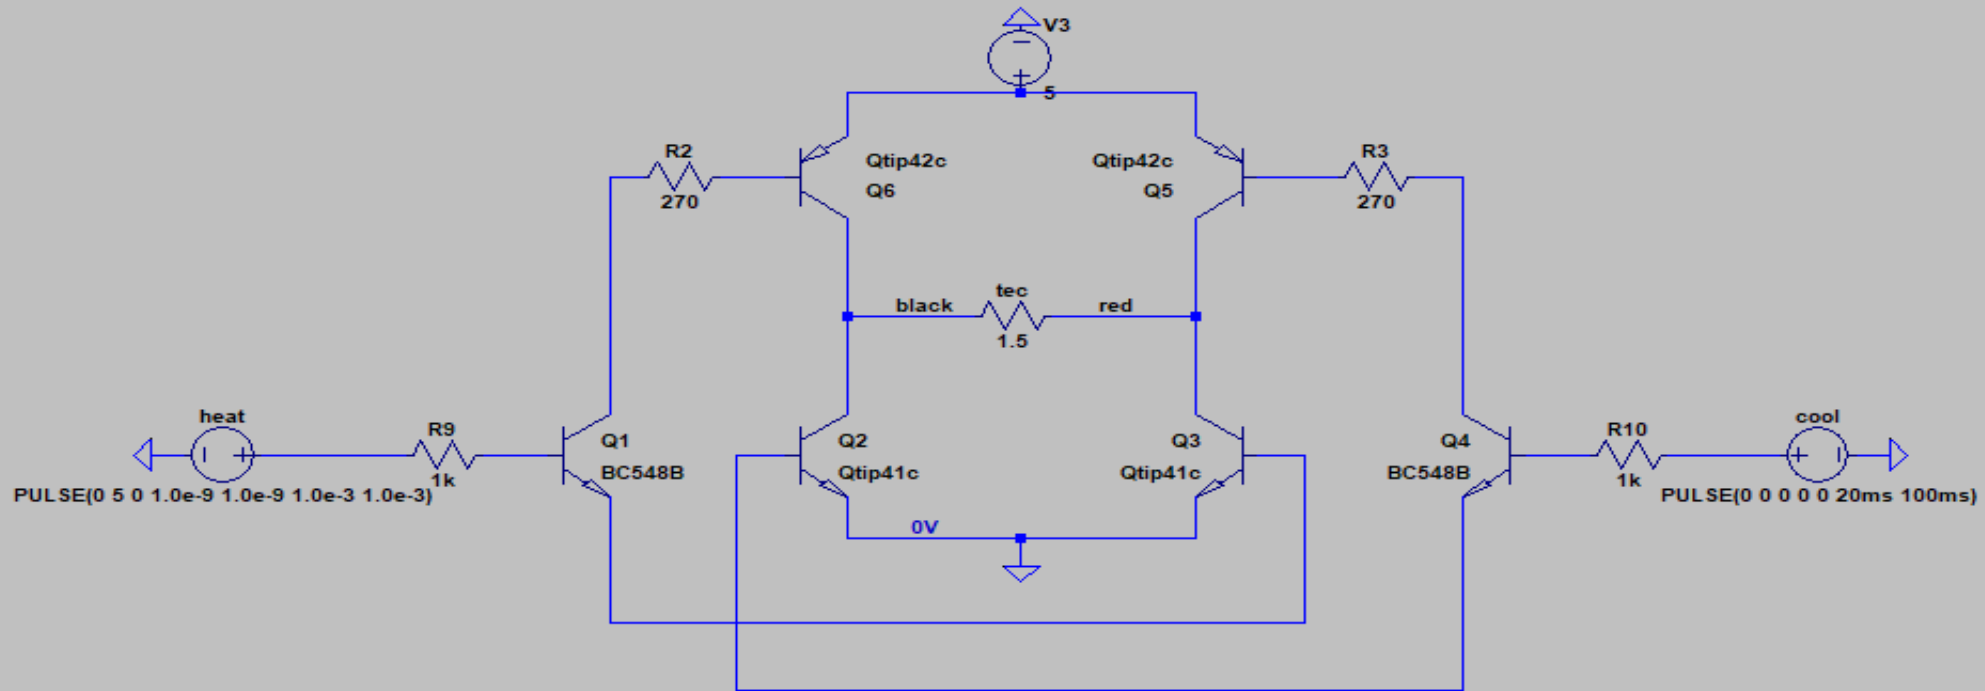 V3
5
R2
270
Qtip42c
Q6
Qtip42c
Q5
R3
270
black
tec
red
1.5
heat
R9
1k
PULSE(0 5 0 1.0e-9 1.0e-9 1.0e-3 1.0e-3)
Q1
BC548B
Q2
Qtip41c
0V
Q3
Qtip41c
Q4
BC548B
R10
1k
cool
PULSE(0 0 0 0 0 20ms 100ms)